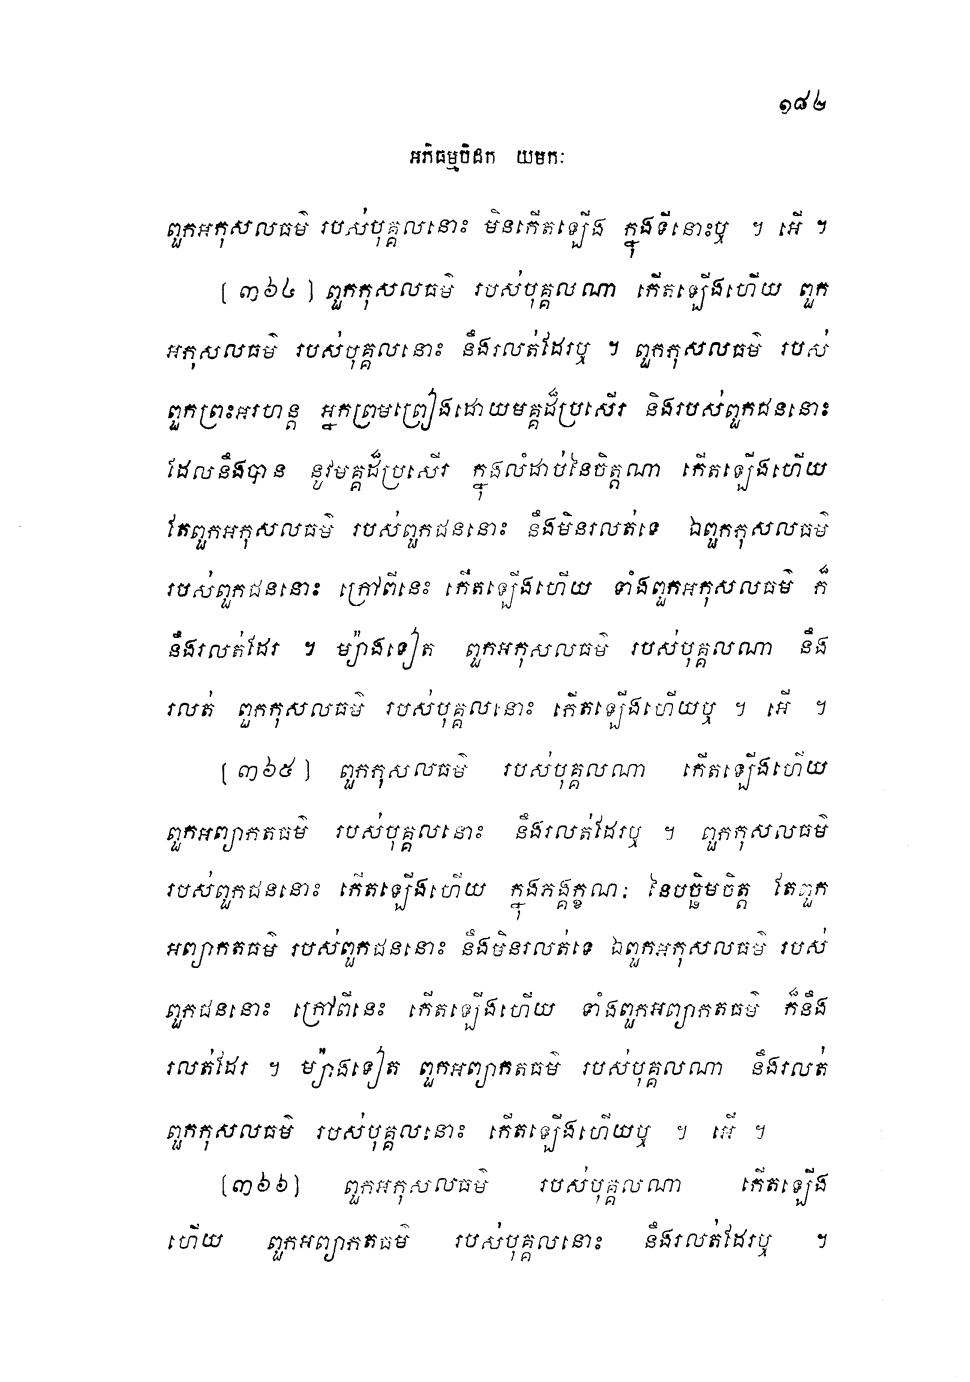 ១៨២
អភិធម្មបិដក យមកៈ
ពួកអកុសលធម៌ របស់បុគ្គលនោះ មិនកើតឡើង ក្នុងទីនោះឬ ។ អើ ។
[៣៦៤] ពួកកុសលធម៌ របស់បុគ្គលណា កើតឡើងហើយ ពួក
អកុសលធម៌ របស់បុគ្គលនោះ នឹងរលត់ដែរឬ ។ ពួកកុសលធម៌ របស់
ពួកព្រះអរហន្ត អ្នកព្រមព្រៀងដោយមគ្គដ៏ប្រសើរ និងរបស់ពួកជននោះ
ដែលនឹងបាន នូវមគ្គដ៏ប្រសើរ ក្នុងលំដាប់នៃចិត្តណា កើតឡើងហើយ
តែពួកអកុសលធម៌ របស់ពួកជននោះ នឹងមិនរលត់ទេ ឯពួកកុសលធម៌
របស់ពួកជននោះ ក្រៅពីនេះ កើតឡើងហើយ ទាំងពួកអកុសលធម៌ ក៏
នឹងរលត់ដែរ ។ ម្យ៉ាងទៀត ពួកអកុសលធម៌ របស់បុគ្គលណា នឹង
រលត់ ពួកកុសលធម៌ របស់បុគ្គលនោះ កើតឡើងហើយឬ ។ អើ ។
[៣៦៥] ពួកកុសលធម៌ របស់បុគ្គលណា កើតឡើងហើយ
ពួកអព្យាកតធម៌ របស់បុគ្គលនោះ នឹងរលត់ដែរឬ ។ ពួកកុសលធម៌
របស់ពួកជននោះ កើតឡើងហើយ ក្នុងភង្គក្ខណៈ នៃបច្ឆិមចិត្ត តែពួក
អព្យាកតធម៌ របស់ពួកជននោះ នឹងមិនរលត់ទេ ឯពួកអកុសលធម៌ របស់
ពួកជននោះ ក្រៅពីនេះ កើតឡើងហើយ ទាំងពួកអព្យាកតធម៌ ក៏នឹង
រលត់ដែរ ។ ម្យ៉ាងទៀត ពួកអព្យាកតធម៌ របស់បុគ្គលណា នឹងរលត់
ពួកកុសលធម៌ របស់បុគ្គលនោះ កើតឡើងហើយឬ ។ អើ ។
[៣៦៦] ពួកអកុសលធម៌ របស់បុគ្គលណា កើតឡើង
ហើយ ពួកអព្យាកតធម៌ របស់បុគ្គលនោះ នឹងរលត់ដែរឬ ។